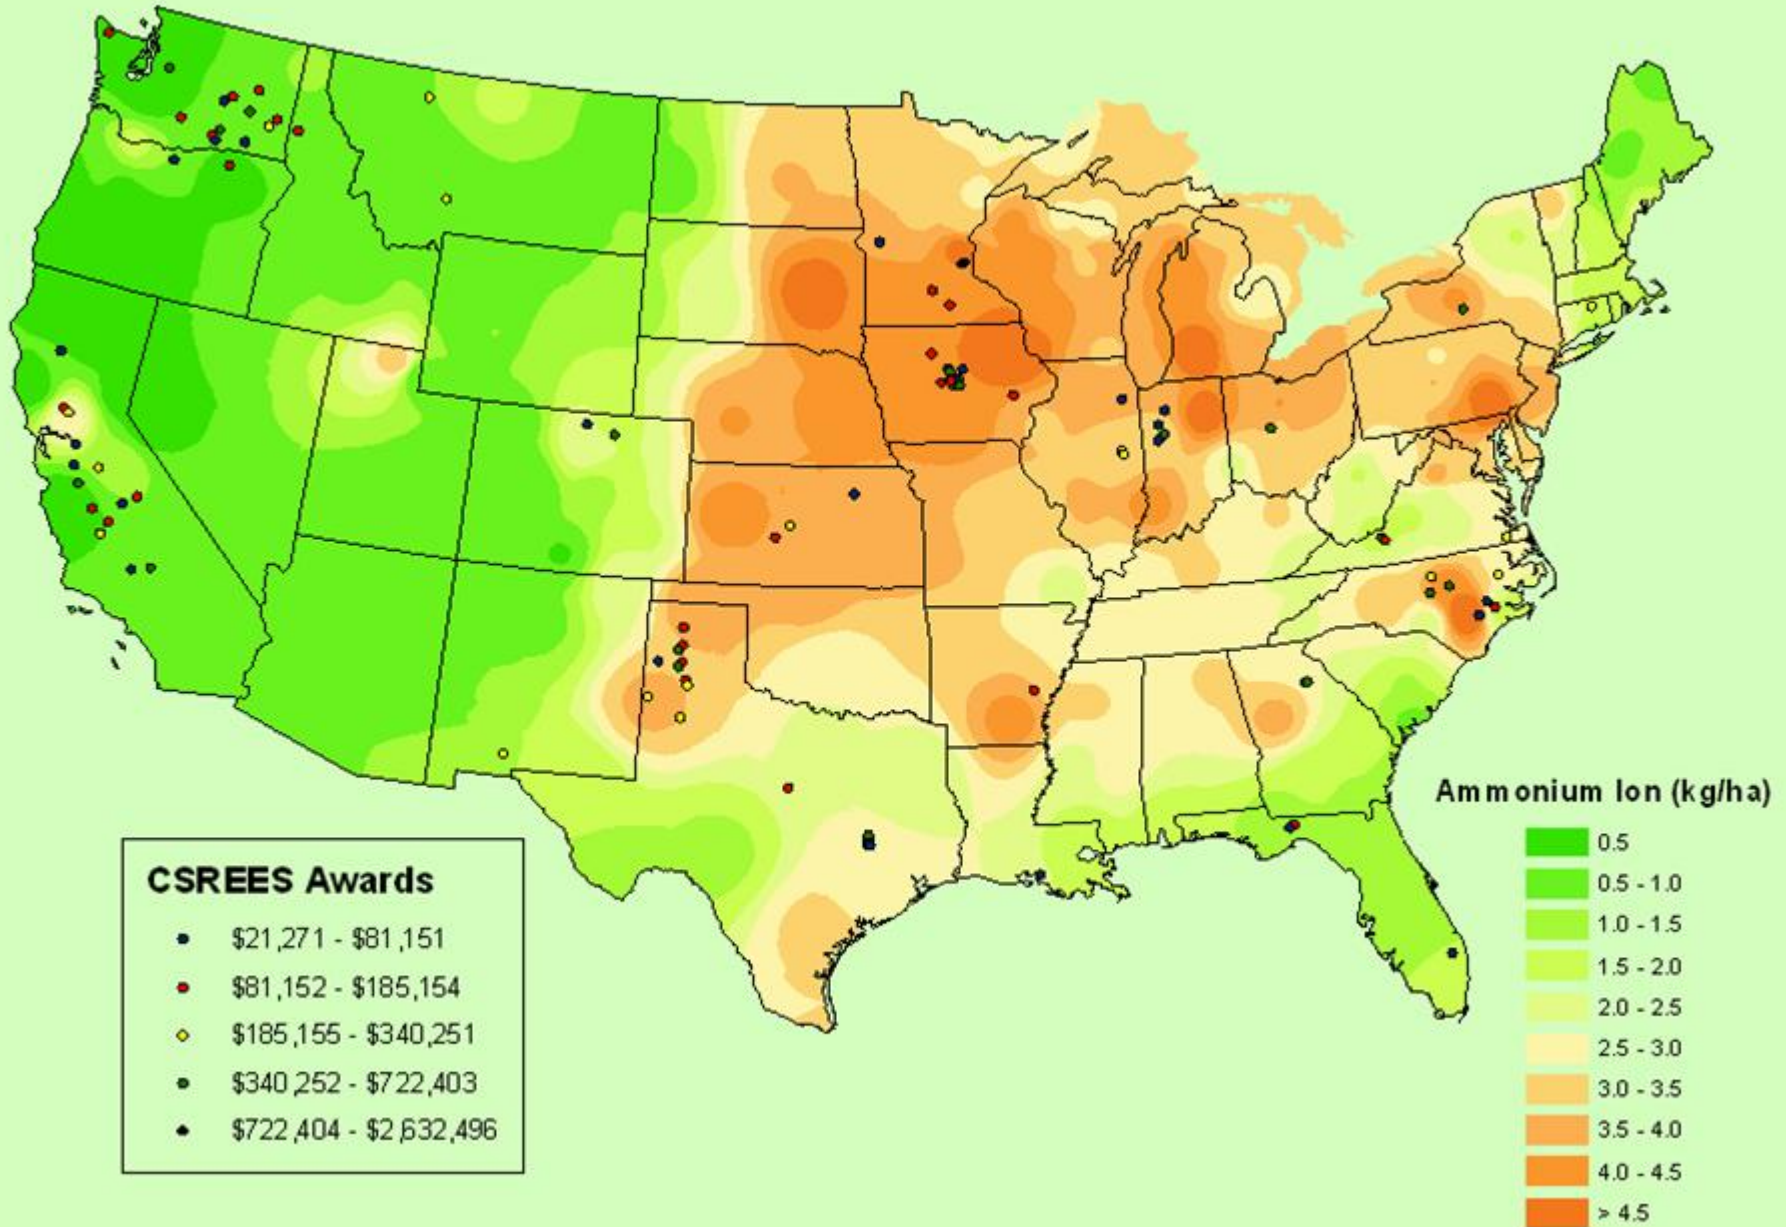 CSREES Awards
$21,271 - $81,151
$81,152 - $185,154
$185,155 - $340,251
$340,252 - $722,403
$722,404 - $2,632,496
Ammonium Ion (kg/ha)
0.5
0.5 - 1.0
1.0 - 1.5
1.5 - 2.0
2.0 - 2.5
2.5 - 3.0
3.0 - 3.5
3.5 - 4.0
4.0 - 4.5
> 4.5